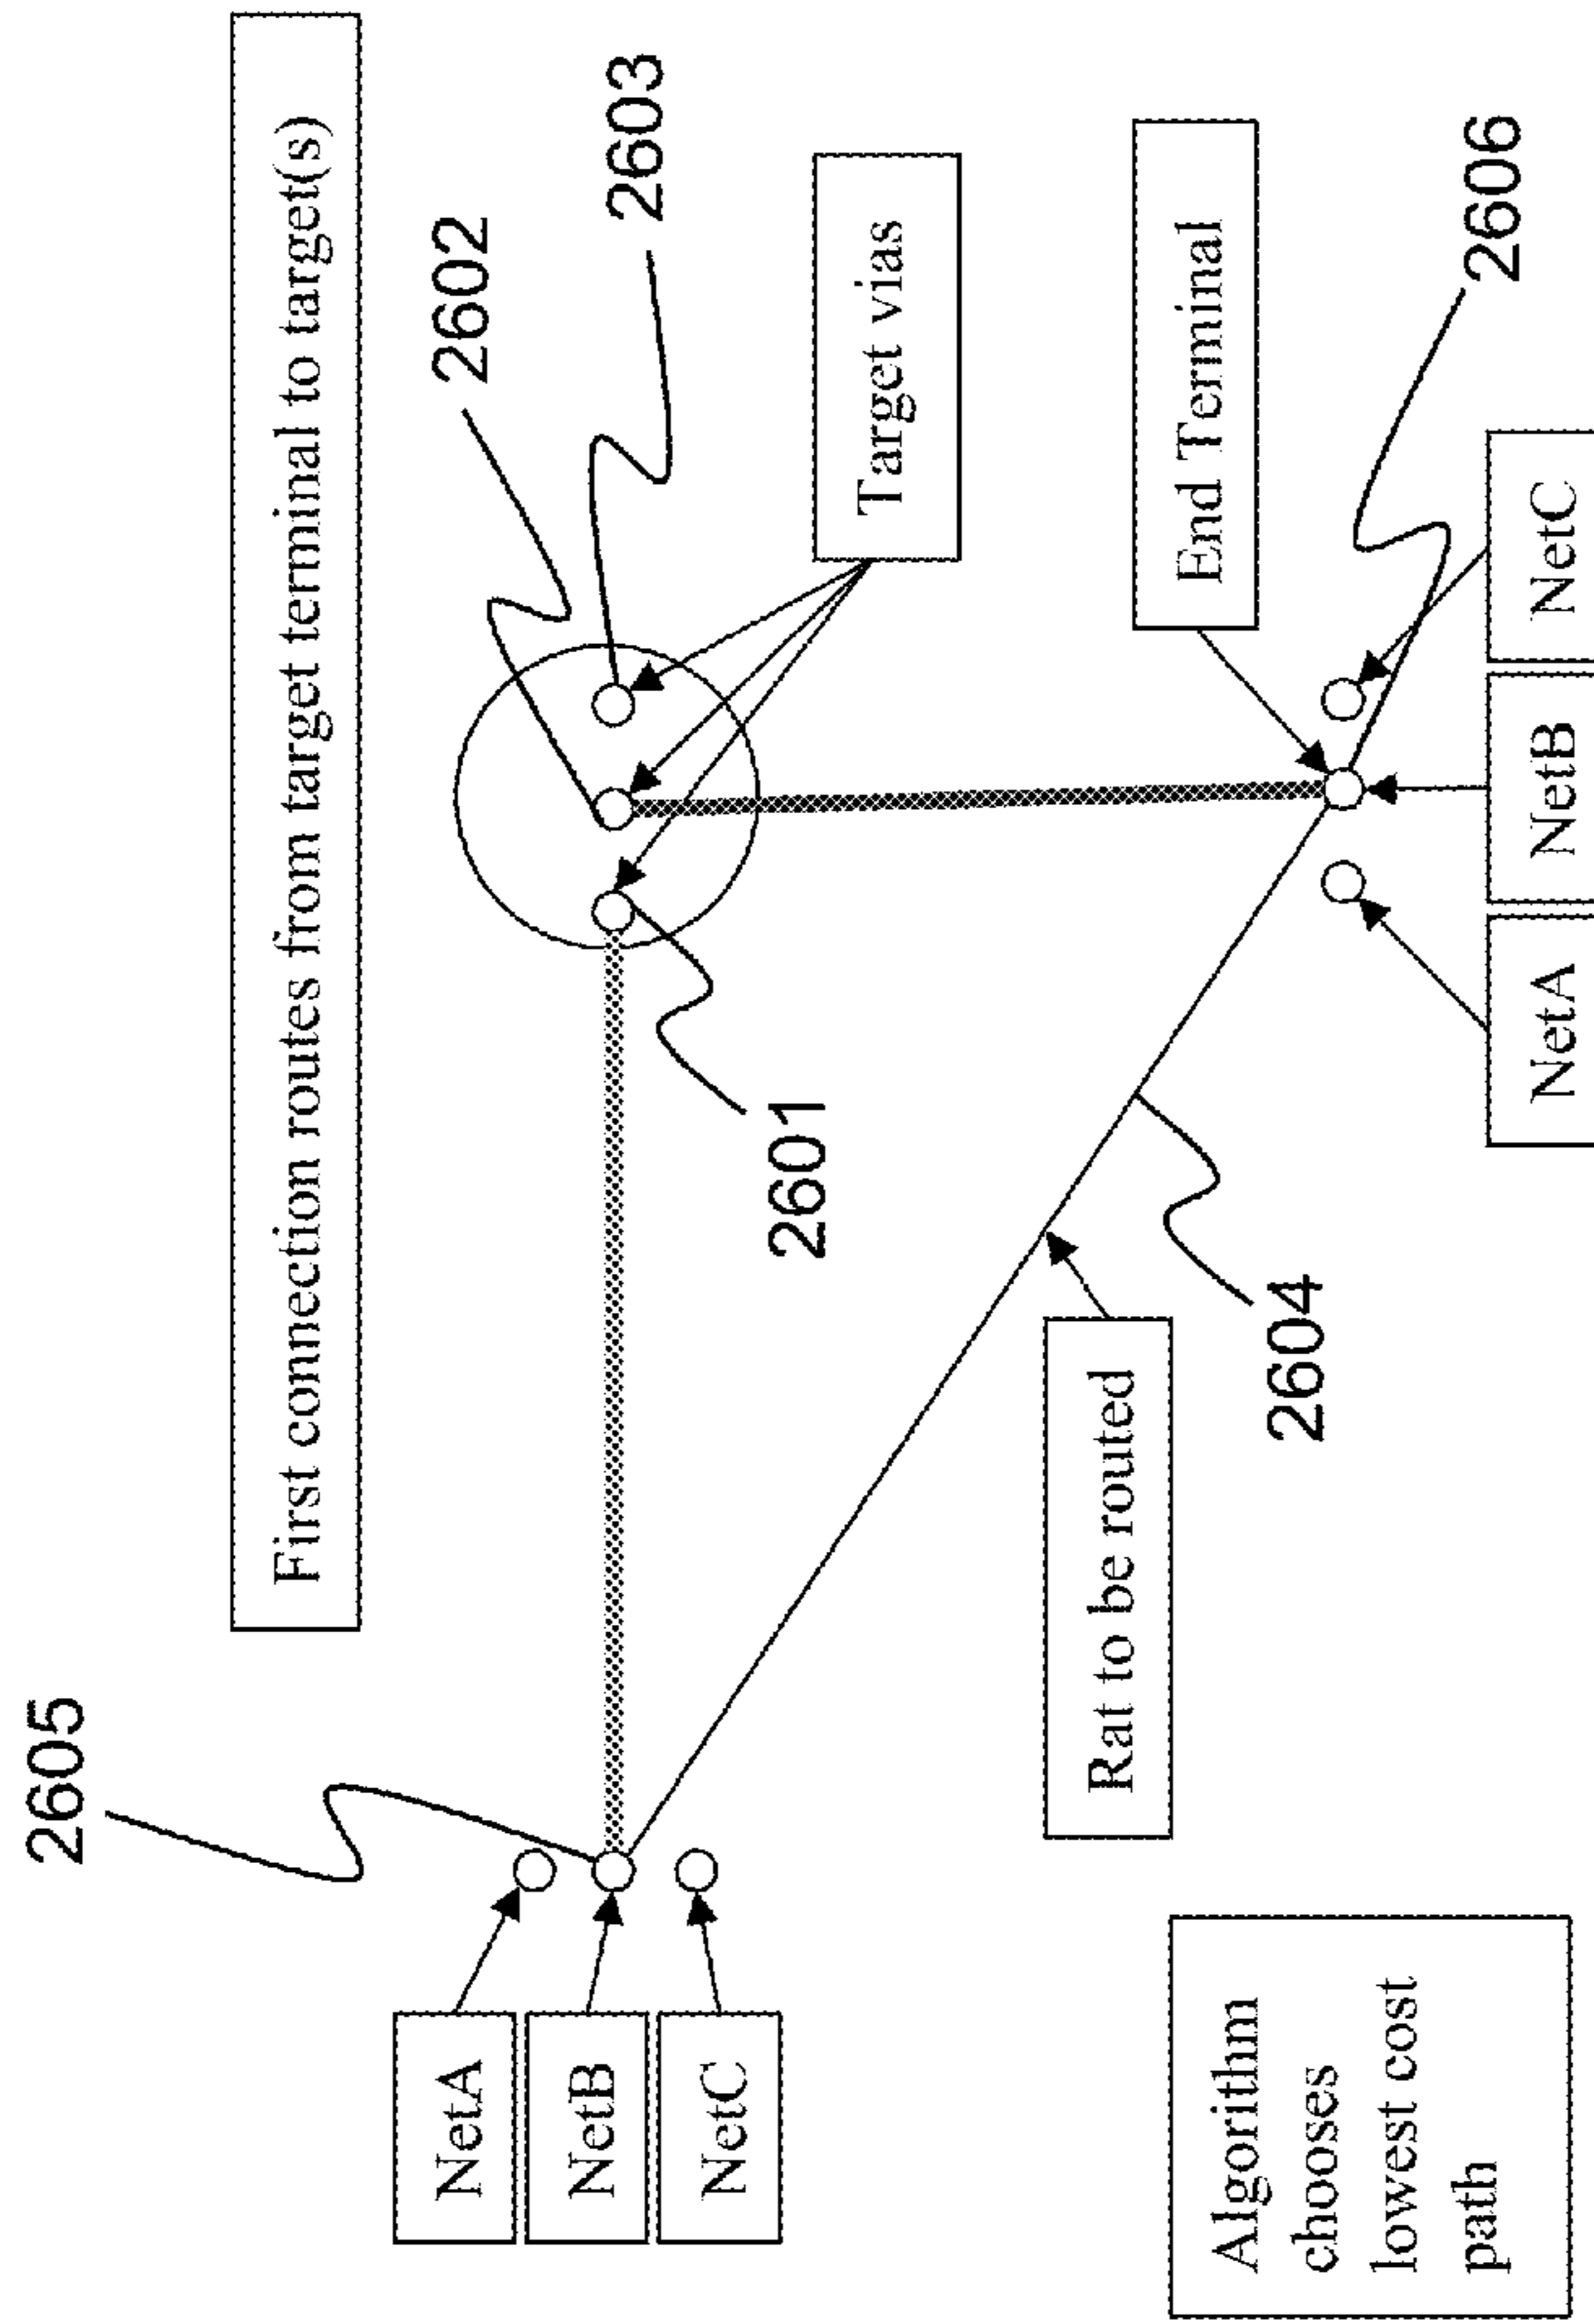 First connection routes from target terminal to target(s)
2605
2602
2603
NetA
NetB
NetC
2601
Target vias
Rat to be routed
2604
End Terminal
2606
Algorithm
chooses
lowest cost
path
NetA
NetB
NetC